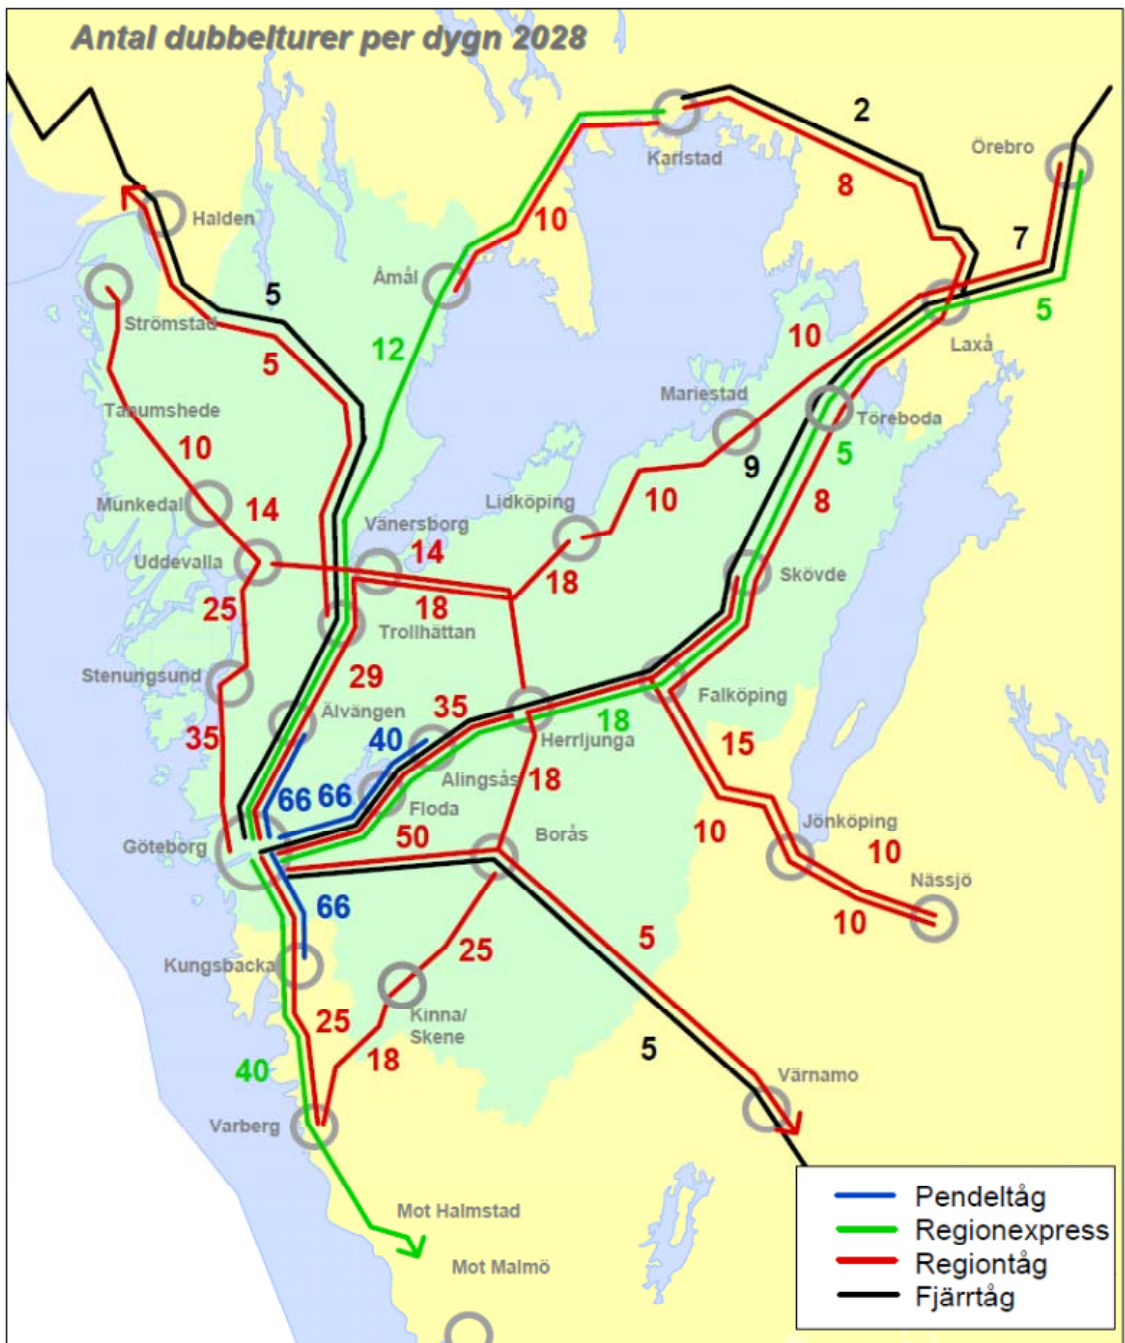 Antal dubbelturer per dygn 2028
2
Örebro
Karlstad
8
10
7
Halden
Åmål
5
5
Strömstad
5
12
10
Laxå
Mariestad
Tanumshede
Töreboda
10
5
9
8
Munkedal
14
Lidköping
10
Vänersborg
14
Uddevalla
18
Skövde
25
18
Trollhättan
Stenungsund
29
Falköping
Älvängen
35
18
35
40
Herrljunga
15
Alingsås
18
66
66
Floda
50
Borås
10
Jönköping
10
Göteborg
Nässjö
66
10
5
25
Kungsbacka
Kinna/
Skene
25
18
5
40
Värnamo
Varberg
Mot Halmstad
Mot Malmö
Pendeltåg
Regionexpress
Regiontåg
Fjärrtåg